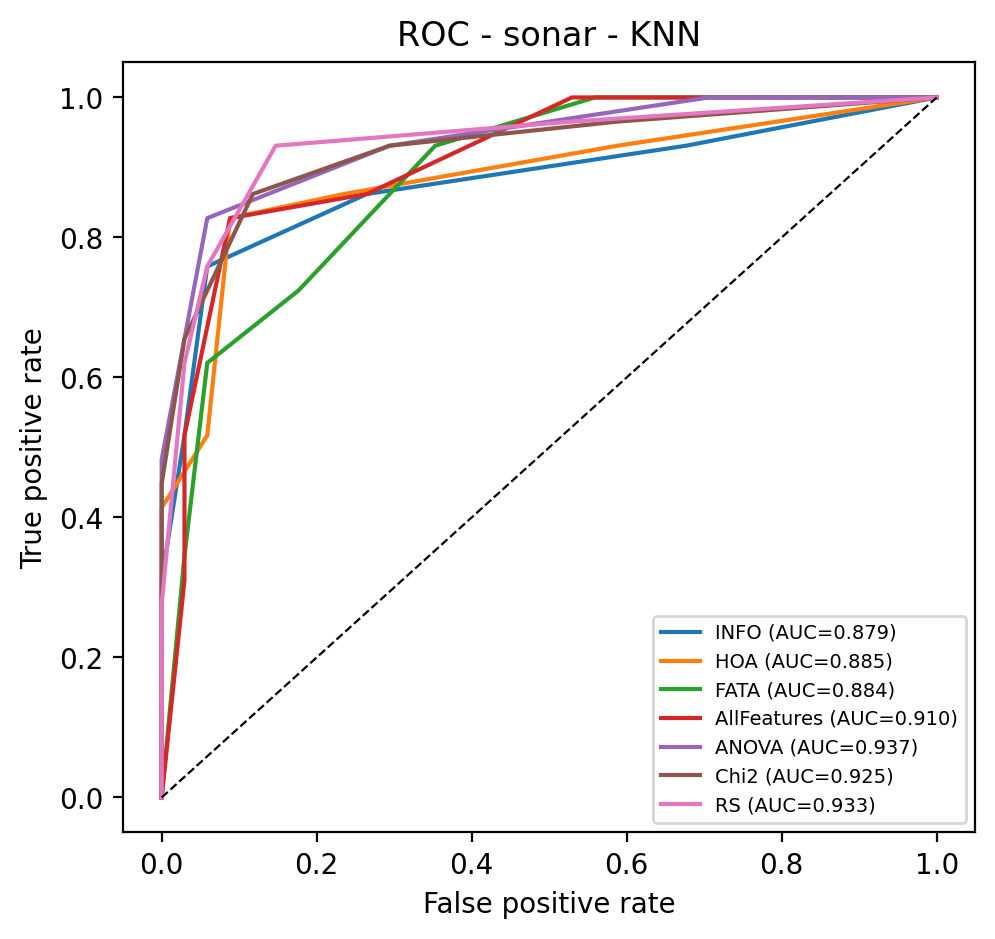 ROC - sonar - KNN
True positive rate
1.0
0.8
0.6
0.4
0.2
0.0
INFO (AUC=0.879)
HOA (AUC=0.885)
FATA (AUC=0.884)
AllFeatures (AUC=0.910)
ANOVA (AUC=0.937)
Chi2 (AUC=0.925)
RS (AUC=0.933)
0.0 0.2 0.4 0.6 0.8 1.0
False positive rate